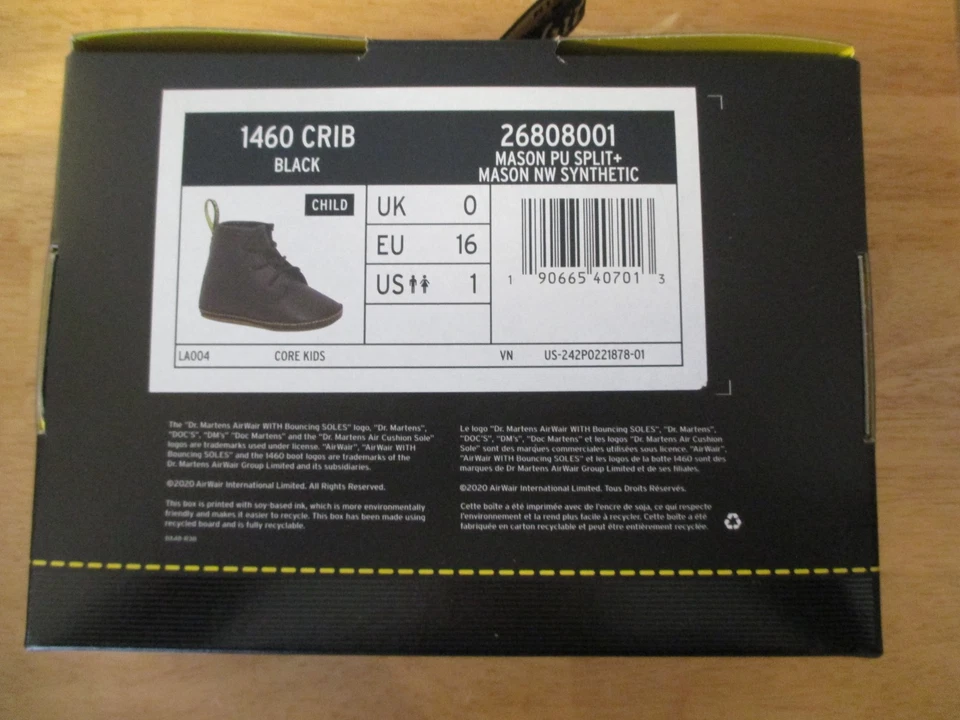 1460 CRIB
BLACK
26808001
MASON PU SPLIT+
MASON NW SYNTHETIC
CHILD
UK 0
EU 16
US 1
1 90665 40701 3
LA004 CORE KIDS VN US-242P0221878-01
The "Dr. Martens AirWair WITH Bouncing SOLES" logo, "Dr. Martens",
"DOC'S", "DM's" "Doc Martens" and the "Dr. Martens Air Cushion Sole"
logos are trademarks used under license. "AirWair", "AirWair WITH
Bouncing SOLES" and the 1460 boot logos are trademarks of the
Dr. Martens AirWair Group Limited and its subsidiaries.
©2020 AirWair International Limited. All Rights Reserved.
This box is printed with soy-based ink, which is more environmentally
friendly and makes it easier to recycle. This box has been made using
recycled board and is fully recyclable.
Le logo "Dr. Martens AirWair WITH Bouncing SOLES", "Dr. Martens",
"DOC'S", "DM's", "Doc Martens" et les logos "Dr. Martens Air Cushion
Sole" sont des marques commerciales utilisées sous licence. "AirWair",
"AirWair WITH Bouncing SOLES" et les logos de la botte 1460 sont des
marques de Dr Martens AirWair Group Limited et de ses filiales.
©2020 AirWair International Limited. Tous Droits Réservés.
Cette boîte a été imprimée avec de l'encre de soja, ce qui respecte
l'environnement et la rend plus facile à recycler. Cette boîte a été
fabriquée en carton recyclable et peut être entièrement recyclée.